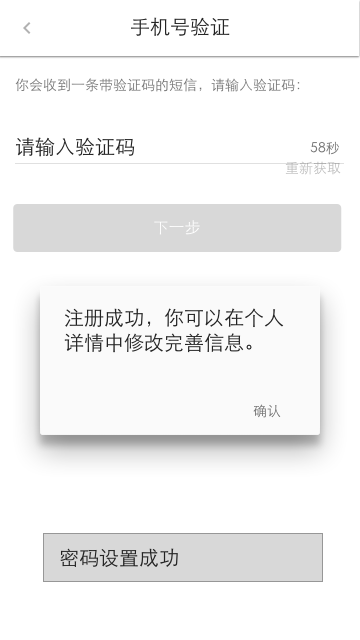 手机号验证
你会收到一条带验证码的短信，请输入验证码：
请输入验证码
58秒
重新获取
下一步
注册成功，你可以在个人
详情中修改完善信息。
确认
密码设置成功